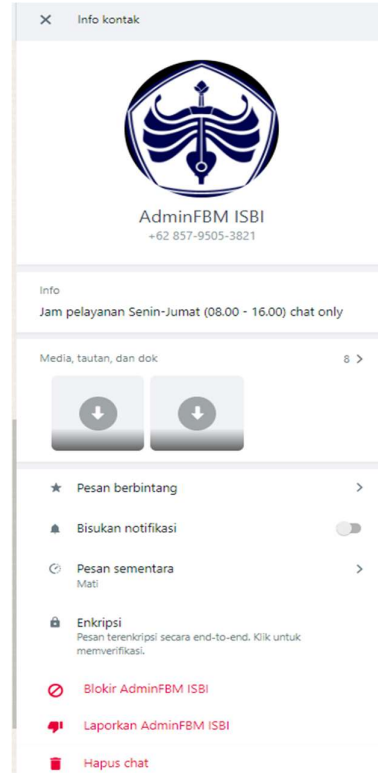 Info kontak
AdminFBM ISBI
+62 857-9505-3821
Info
Jam pelayanan Senin-Jumat (08.00 - 16.00) chat only
Media, tautan, dan dok 8
Pesan berbintang
Bisukan notifikasi
Pesan sementara
Mati
Enkripsi
Pesan terenkripsi secara end-to-end. Klik untuk
memverifikasi.
Blokir AdminFBM ISBI
Laporkan AdminFBM ISBI
Hapus chat